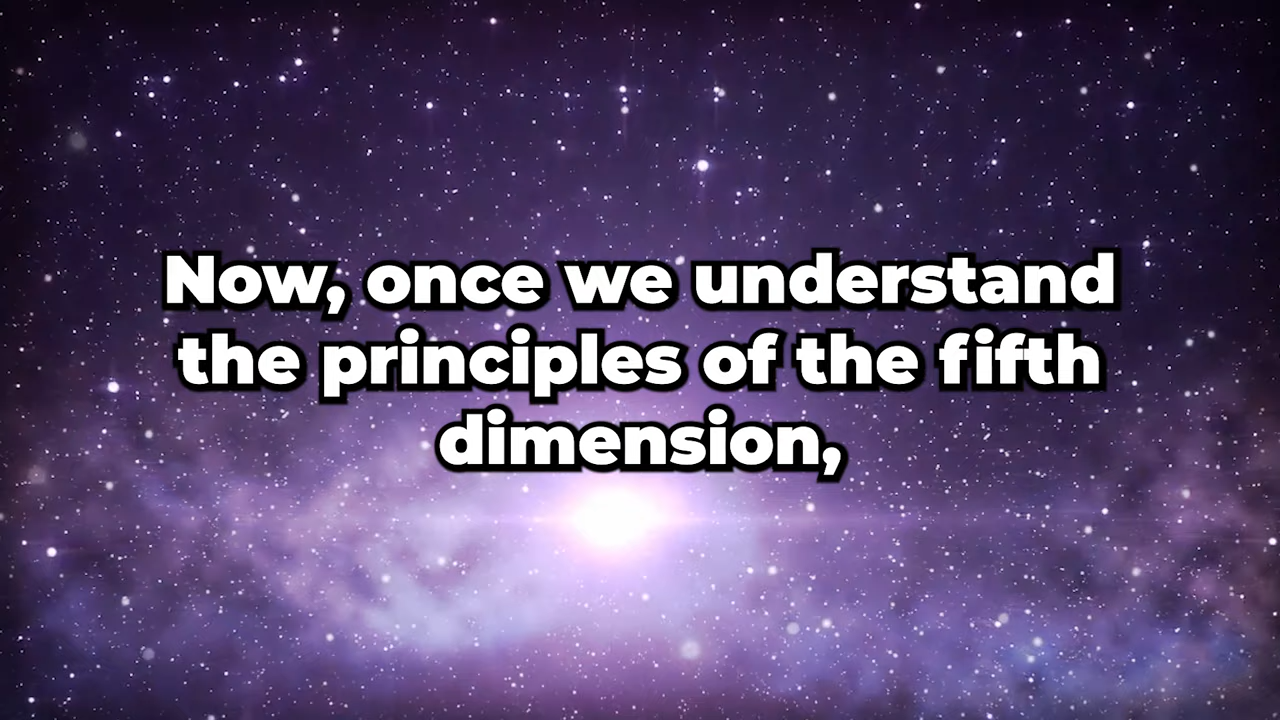 Now, once we understand
the principles of the fifth
dimension,